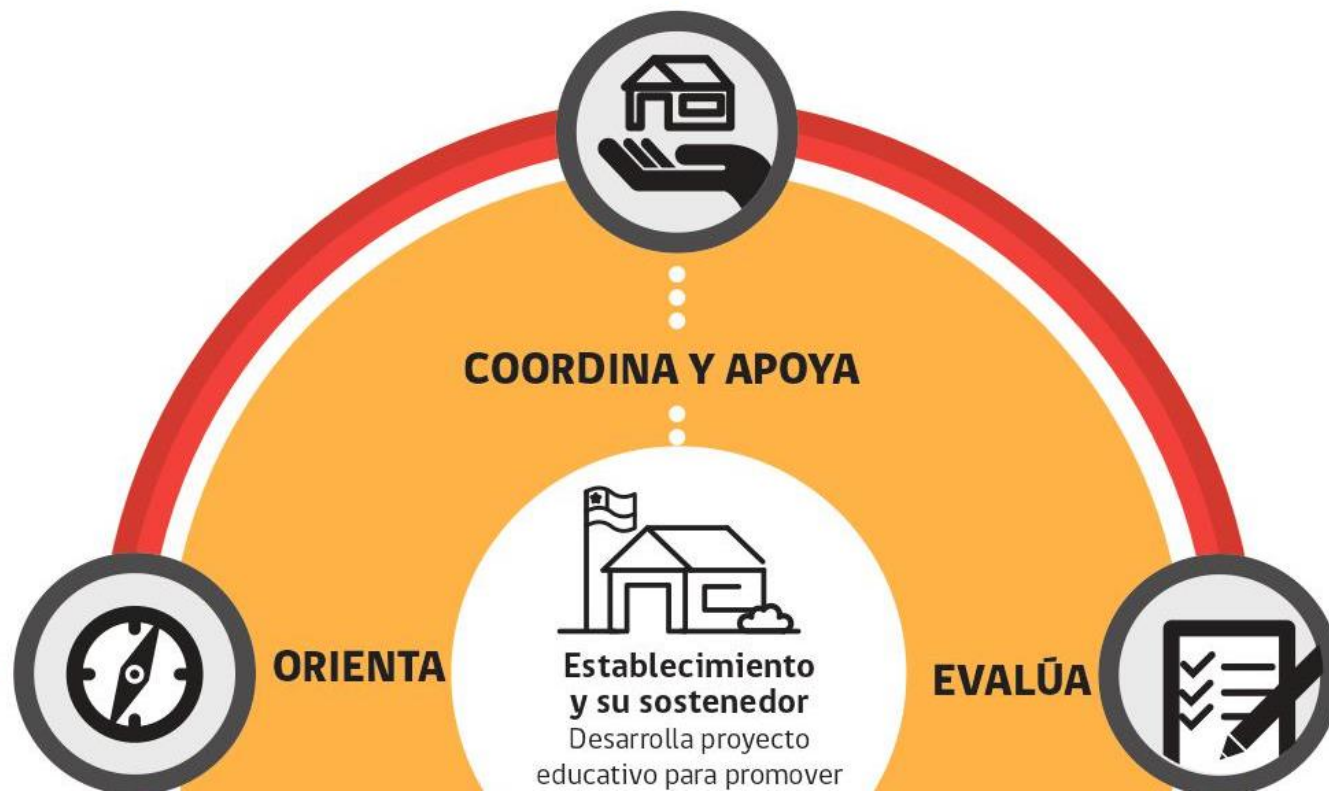 COORDINA Y APOYA
ORIENTA
Establecimiento
y su sostenedor
Desarrolla proyecto
educativo para promover
EVALÚA